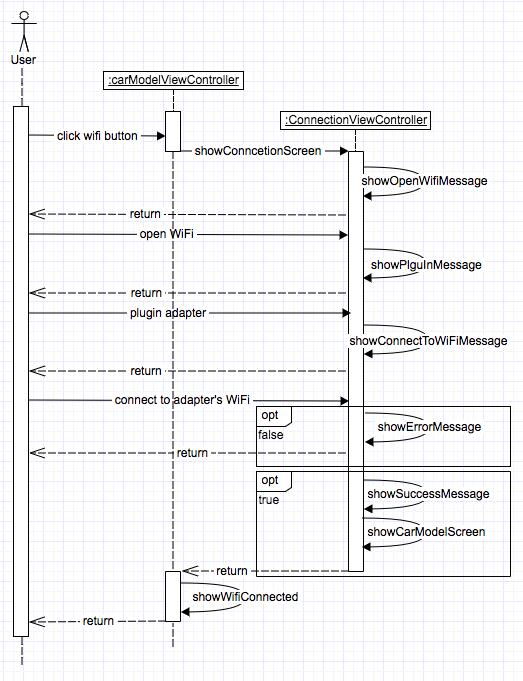 User
:carModelViewController
:ConnectionViewController
click wifi button
showConncetionScreen
showOpenWifiMessage
return
open WiFi
showPlguInMessage
return
plugin adapter
showConnectToWiFiMessage
return
connect to adapter's WiFi
opt
showErrorMessage
false
return
opt
showSuccessMessage
true
showCarModelScreen
return
showWifiConnected
return